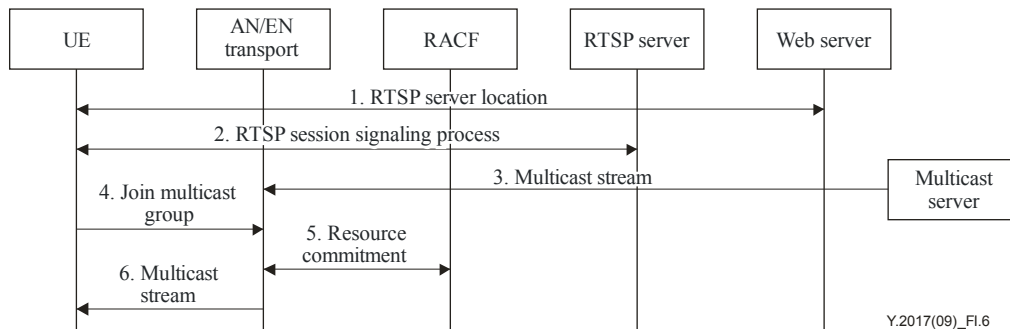 UE
AN/EN
transport
RACF
RTSP server
Web server
1. RTSP server location
2. RTSP session signaling process
3. Multicast stream
Multicast
server
4. Join multicast
group
5. Resource
commitment
6. Multicast
stream
Y.2017(09)_FI.6